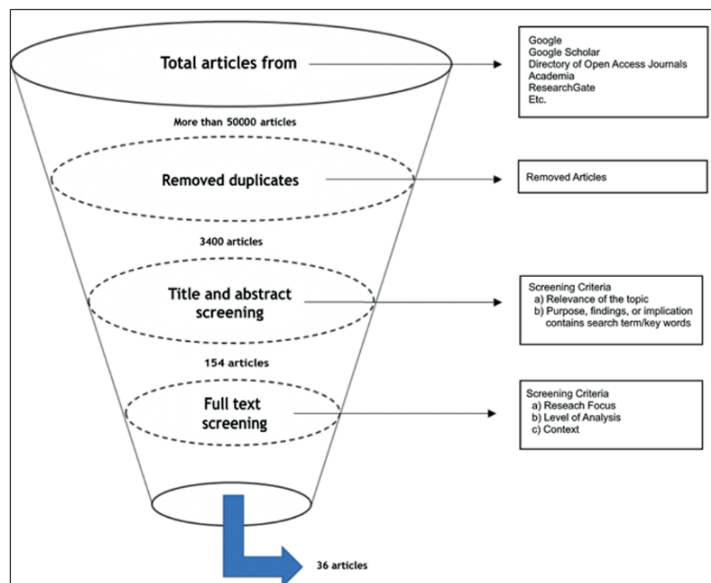 Total articles from
Google
Google Scholar
Directory of Open Access Journals
Academia
ResearchGate
Etc.
More than 50000 articles
Removed duplicates
Removed Articles
3400 articles
Title and abstract
screening
Screening Criteria
a) Relevance of the topic
b) Purpose, findings, or implication
contains search term/key words
154 articles
Full text
screening
Screening Criteria
a) Reseach Focus
b) Level of Analysis
c) Context
36 articles